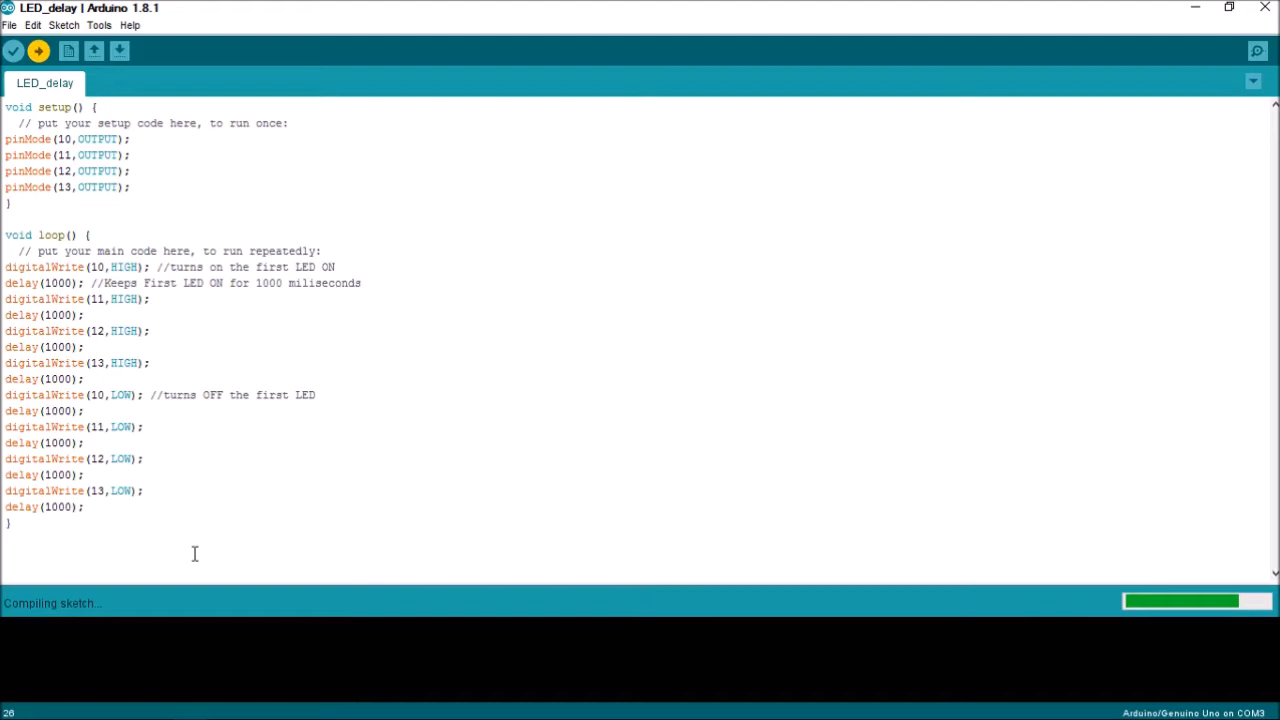 LED_delay | Arduino 1.8.1
File Edit Sketch Tools Help
LED_delay
void setup() {
  // put your setup code here, to run once:
pinMode(10,OUTPUT);
pinMode(11,OUTPUT);
pinMode(12,OUTPUT);
pinMode(13,OUTPUT);
}
void loop() {
  // put your main code here, to run repeatedly:
digitalWrite(10,HIGH); //turns on the first LED ON
delay(1000); //Keeps First LED ON for 1000 miliseconds
digitalWrite(11,HIGH);
delay(1000);
digitalWrite(12,HIGH);
delay(1000);
digitalWrite(13,HIGH);
delay(1000);
digitalWrite(10,LOW); //turns OFF the first LED
delay(1000);
digitalWrite(11,LOW);
delay(1000);
digitalWrite(12,LOW);
delay(1000);
digitalWrite(13,LOW);
delay(1000);
}
Compiling sketch...
26 Arduino/Genuino Uno on COM3